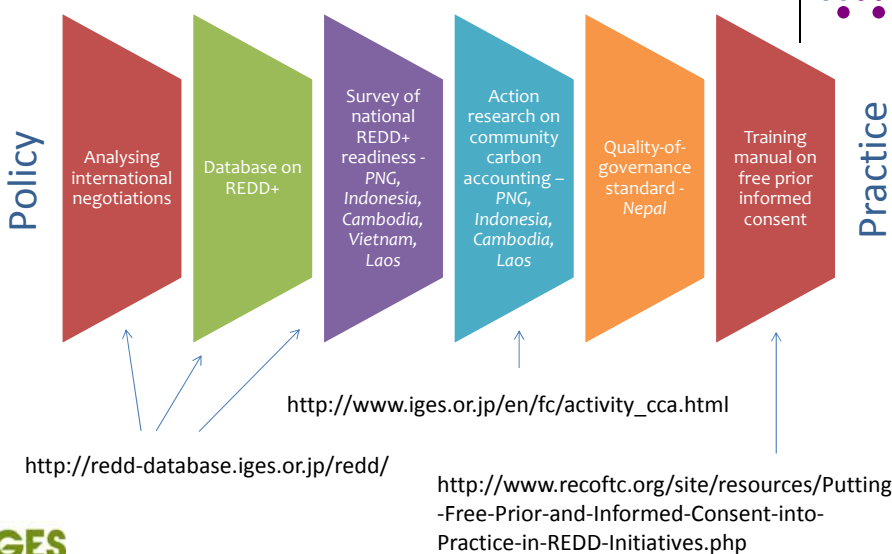 Policy
Analysing
international
negotiations
Database on
REDD+
Survey of
national
REDD+
readiness -
PNG,
Indonesia,
Cambodia,
Vietnam,
Laos
Action
research on
community
carbon
accounting –
PNG,
Indonesia,
Cambodia,
Laos
Quality-of-
governance
standard -
Nepal
Training
manual on
free prior
informed
consent
Practice
http://www.iges.or.jp/en/fc/activity_cca.html
http://redd-database.iges.or.jp/redd/
http://www.recoftc.org/site/resources/Putting
-Free-Prior-and-Informed-Consent-into-
Practice-in-REDD-Initiatives.php
IGES